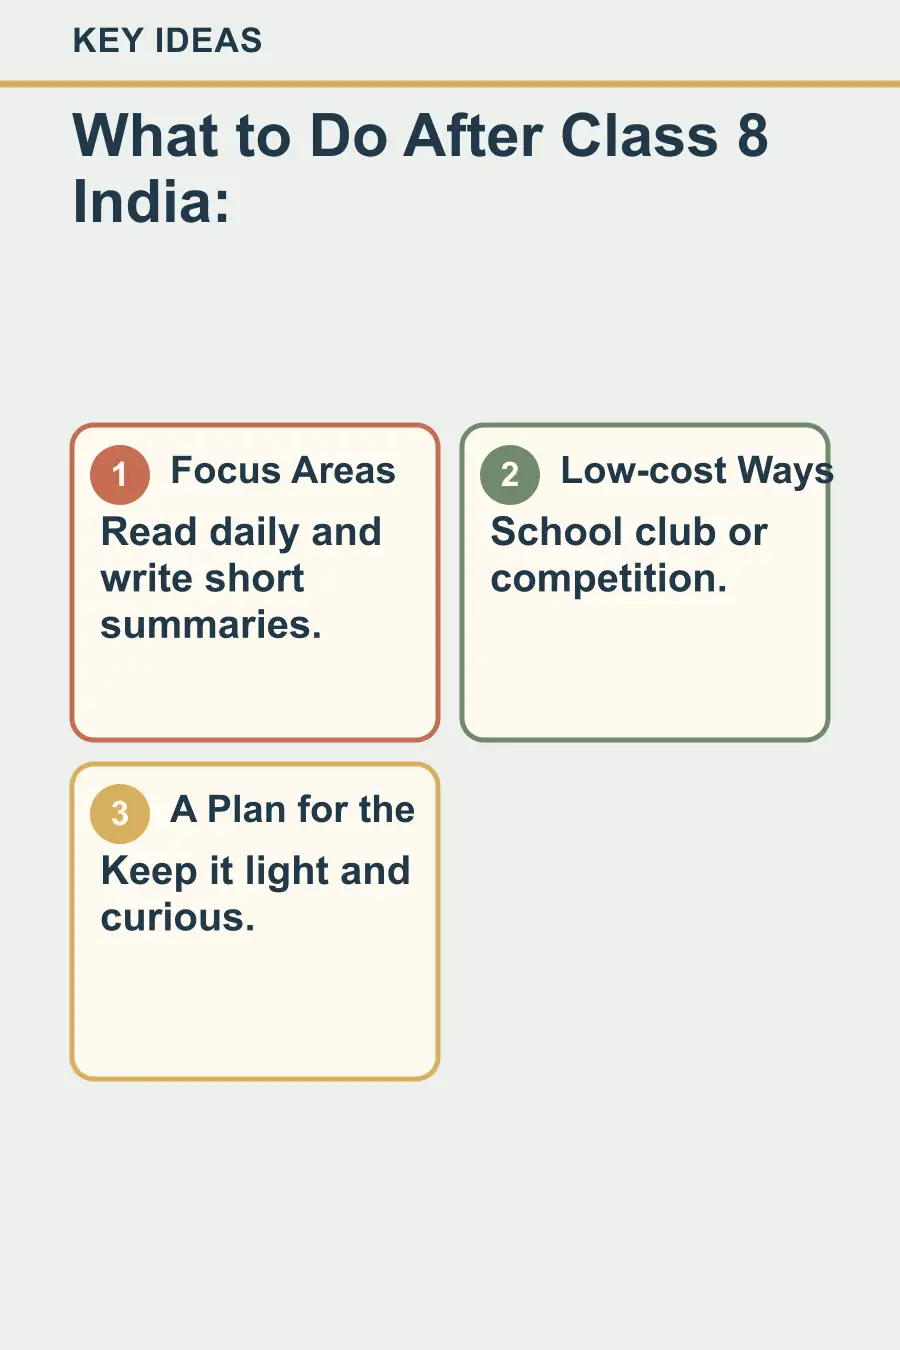 KEY IDEAS
What to Do After Class 8
India:
1 Focus Areas
Read daily and
write short
summaries.
2 Low-cost Ways
School club or
competition.
3 A Plan for the
Keep it light and
curious.